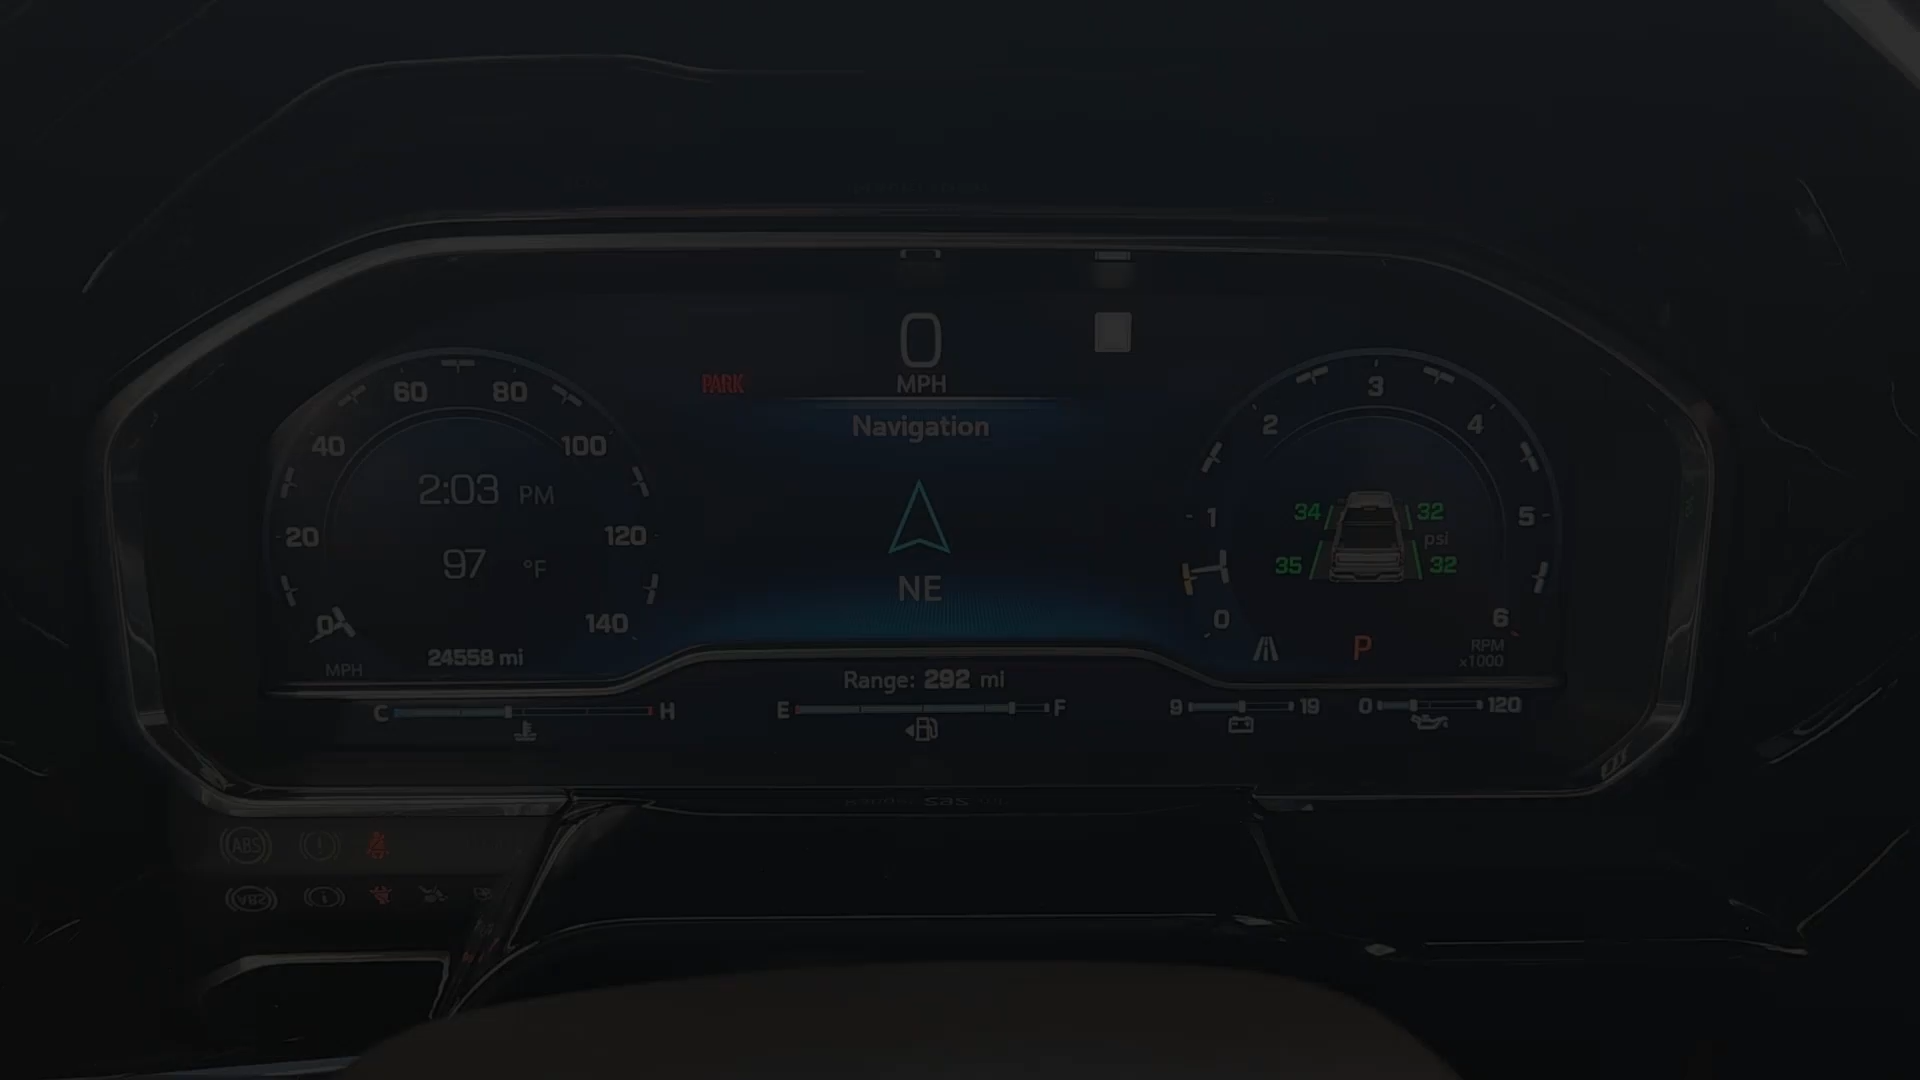 0
MPH
PARK
Navigation
NE
60 80
40 100
20 120
0 140
2:03 PM
97 °F
24558 mi
MPH
3
2 4
1 5
0 6
34 32
psi
35 32
P
RPM
x1000
Range: 292 mi
C H
E F
9 19
0 120
ABS